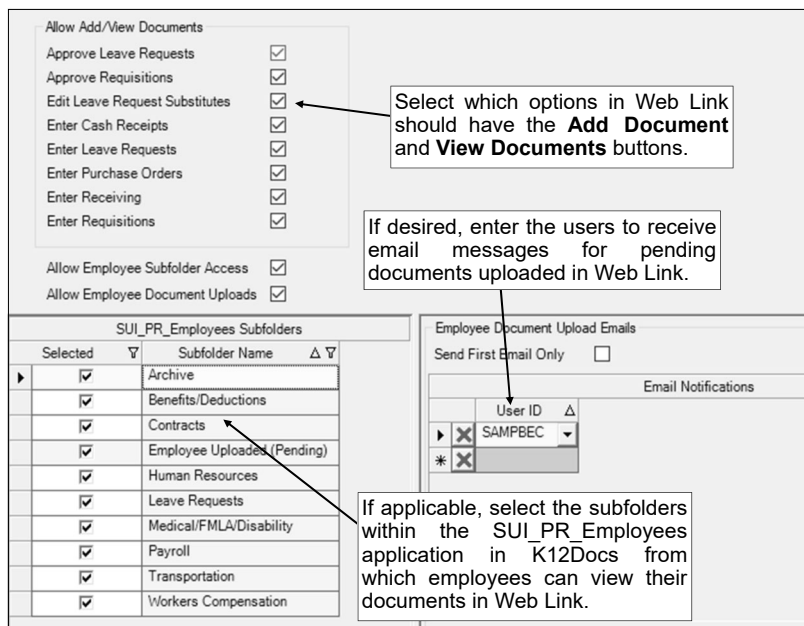 Allow Add/View Documents
Approve Leave Requests
Approve Requisitions
Edit Leave Request Substitutes
Enter Cash Receipts
Enter Leave Requests
Enter Purchase Orders
Enter Receiving
Enter Requisitions
Select which options in Web Link
should have the Add Document
and View Documents buttons.
If desired, enter the users to receive
email messages for pending
documents uploaded in Web Link.
Allow Employee Subfolder Access
Allow Employee Document Uploads
SUI_PR_Employees Subfolders
Selected Subfolder Name
Archive
Benefits/Deductions
Contracts
Employee Uploaded (Pending)
Human Resources
Leave Requests
Medical/FMLA/Disability
Payroll
Transportation
Workers Compensation
Employee Document Upload Emails
Send First Email Only
Email Notifications
User ID
SAMPBEC
If applicable, select the subfolders
within the SUI_PR_Employees
application in K12Docs from
which employees can view their
documents in Web Link.